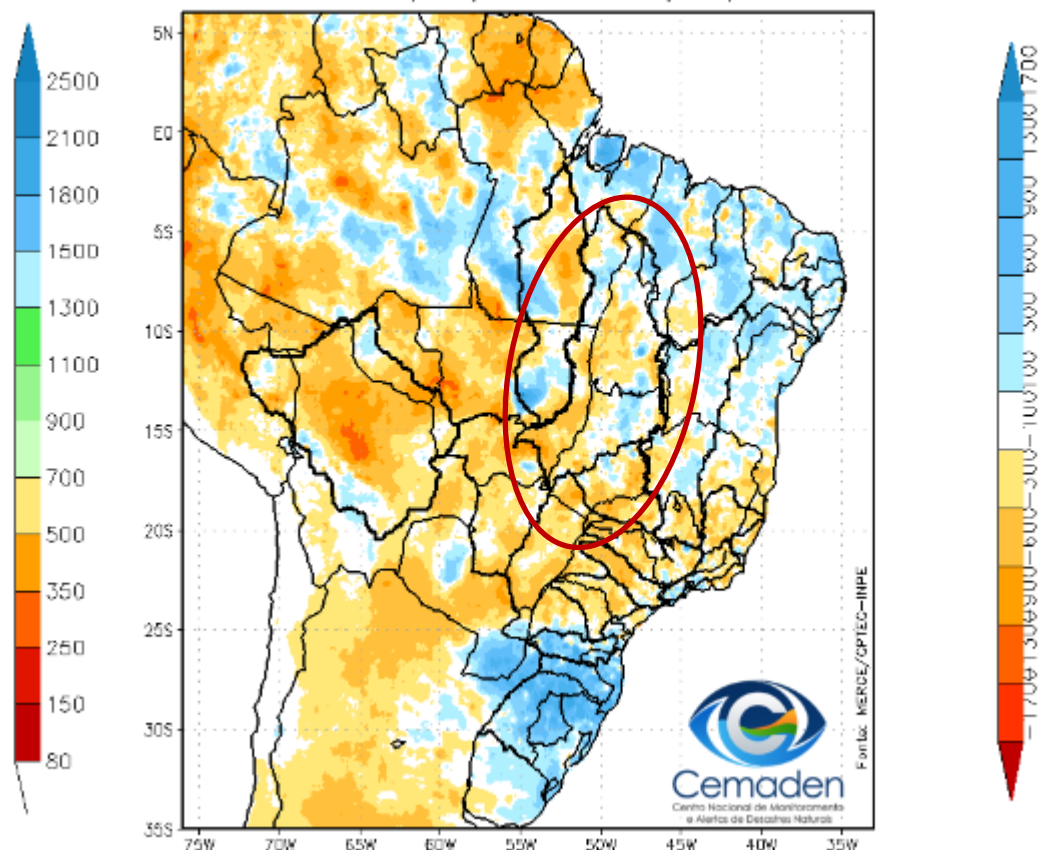 2500
2100
1800
1500
1300
1100
900
700
500
350
250
150
80
5N
EQ
5S
10S
15S
20S
25S
30S
35S
75W
70W
65W
60W
55W
50W
45W
40W
35W
Fonte: MERGE/CPTEC-INPE
Cemaden
Centro Nacional de Monitoramento
e Alertas de Desastres Naturais